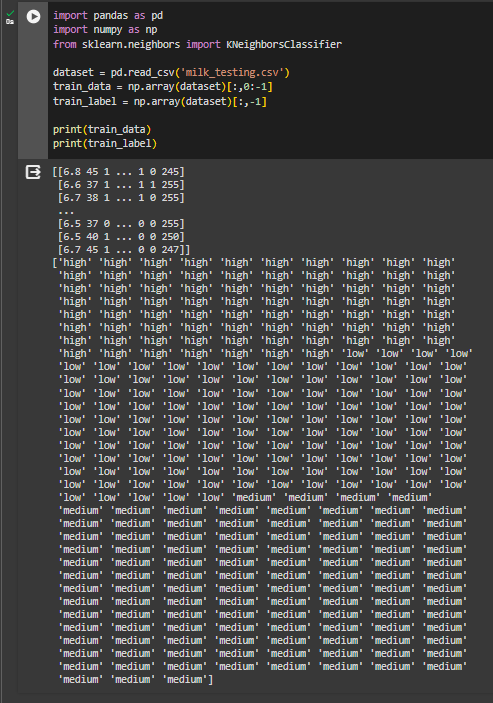 0s
import pandas as pd
import numpy as np
from sklearn.neighbors import KNeighborsClassifier
dataset = pd.read_csv('milk_testing.csv')
train_data = np.array(dataset)[:,0:-1]
train_label = np.array(dataset)[:,-1]
print(train_data)
print(train_label)
[[6.8 45 1 ... 1 0 245]
[6.6 37 1 ... 1 1 255]
[6.7 38 1 ... 1 0 255]
...
[6.5 37 0 ... 0 0 255]
[6.5 40 1 ... 0 0 250]
[6.7 45 1 ... 0 0 247]]
['high' 'high' 'high' 'high' 'high' 'high' 'high' 'high' 'high' 'high'
'high' 'high' 'high' 'high' 'high' 'high' 'high' 'high' 'high' 'high'
'high' 'high' 'high' 'high' 'high' 'high' 'high' 'high' 'high' 'high'
'high' 'high' 'high' 'high' 'high' 'high' 'high' 'high' 'high' 'high'
'high' 'high' 'high' 'high' 'high' 'high' 'high' 'high' 'high' 'high'
'high' 'high' 'high' 'high' 'high' 'high' 'high' 'high' 'high' 'high'
'high' 'high' 'high' 'high' 'high' 'high' 'high' 'high' 'high' 'high'
'high' 'high' 'high' 'high' 'high' 'high' 'high' 'low' 'low' 'low' 'low'
'low' 'low' 'low' 'low' 'low' 'low' 'low' 'low' 'low' 'low' 'low' 'low'
'low' 'low' 'low' 'low' 'low' 'low' 'low' 'low' 'low' 'low' 'low' 'low'
'low' 'low' 'low' 'low' 'low' 'low' 'low' 'low' 'low' 'low' 'low' 'low'
'low' 'low' 'low' 'low' 'low' 'low' 'low' 'low' 'low' 'low' 'low' 'low'
'low' 'low' 'low' 'low' 'low' 'low' 'low' 'low' 'low' 'low' 'low' 'low'
'low' 'low' 'low' 'low' 'low' 'low' 'low' 'low' 'low' 'low' 'low' 'low'
'low' 'low' 'low' 'low' 'low' 'low' 'low' 'low' 'low' 'low' 'low' 'low'
'low' 'low' 'low' 'low' 'low' 'low' 'low' 'low' 'low' 'low' 'low' 'low'
'low' 'low' 'low' 'low' 'low' 'low' 'low' 'low' 'low' 'low' 'low' 'low'
'low' 'low' 'low' 'low' 'low' 'low' 'low' 'low' 'low' 'low' 'low' 'low'
'low' 'low' 'low' 'low' 'low' 'medium' 'medium' 'medium' 'medium'
'medium' 'medium' 'medium' 'medium' 'medium' 'medium' 'medium' 'medium'
'medium' 'medium' 'medium' 'medium' 'medium' 'medium' 'medium' 'medium'
'medium' 'medium' 'medium' 'medium' 'medium' 'medium' 'medium' 'medium'
'medium' 'medium' 'medium' 'medium' 'medium' 'medium' 'medium' 'medium'
'medium' 'medium' 'medium' 'medium' 'medium' 'medium' 'medium' 'medium'
'medium' 'medium' 'medium' 'medium' 'medium' 'medium' 'medium' 'medium'
'medium' 'medium' 'medium' 'medium' 'medium' 'medium' 'medium' 'medium'
'medium' 'medium' 'medium' 'medium' 'medium' 'medium' 'medium' 'medium'
'medium' 'medium' 'medium' 'medium' 'medium' 'medium' 'medium' 'medium'
'medium' 'medium' 'medium' 'medium' 'medium' 'medium' 'medium' 'medium'
'medium' 'medium' 'medium' 'medium' 'medium' 'medium' 'medium' 'medium'
'medium' 'medium' 'medium' 'medium' 'medium' 'medium' 'medium' 'medium'
'medium' 'medium' 'medium' 'medium' 'medium' 'medium' 'medium' 'medium'
'medium' 'medium' 'medium']